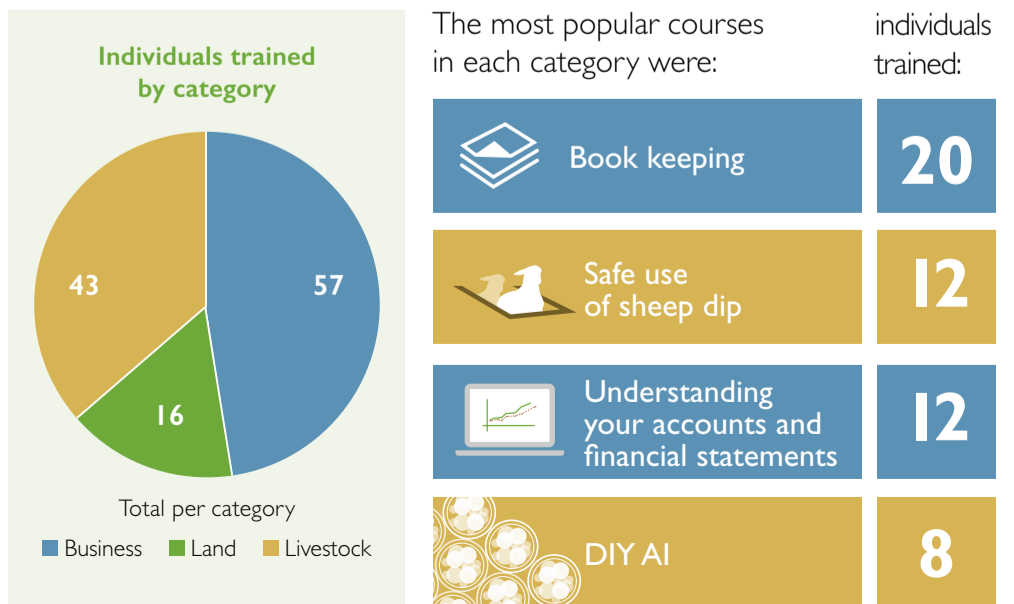 Individuals trained
by category
43
57
16
Total per category
Business
Land
Livestock
The most popular courses
in each category were:
individuals
trained:
Book keeping
20
Safe use
of sheep dip
12
Understanding
your accounts and
financial statements
12
DIY AI
8